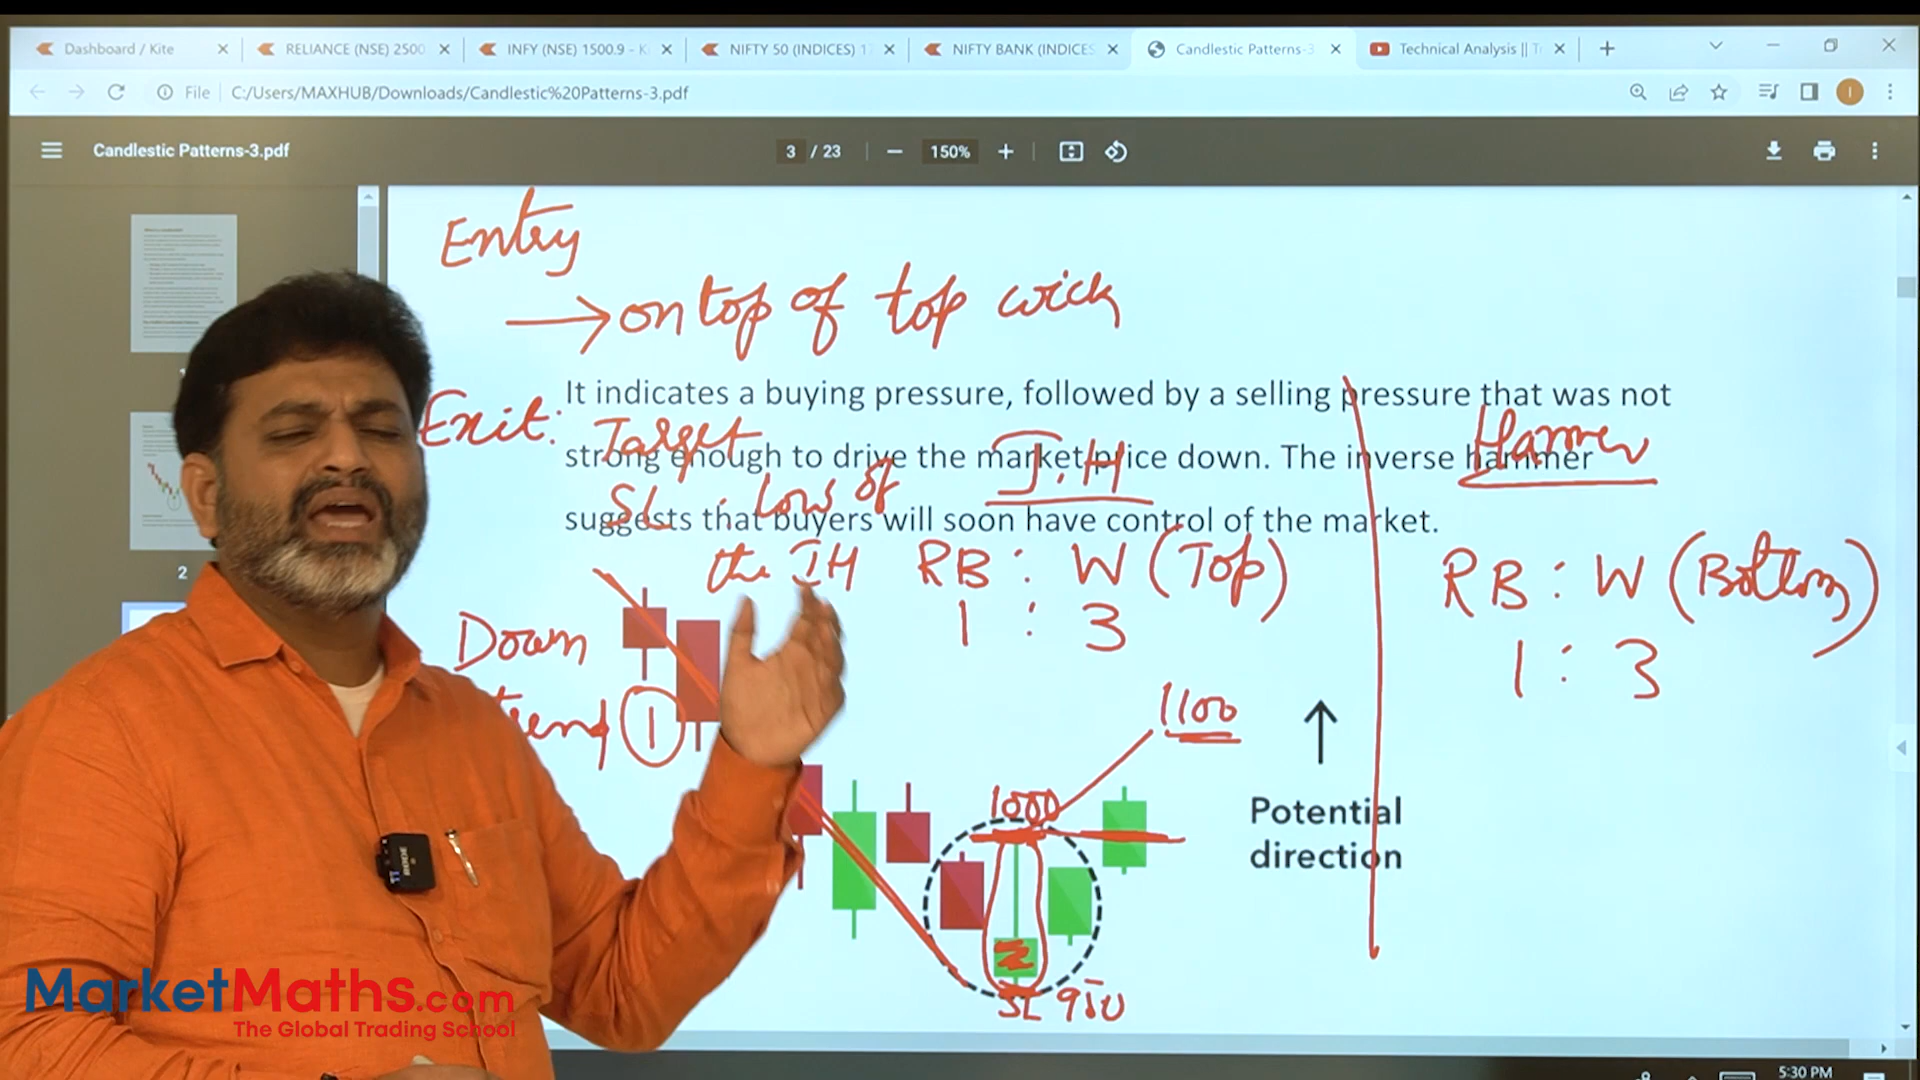 Dashboard / Kite
RELIANCE (NSE) 2500
INFY (NSE) 1500.9 - K
NIFTY 50 (INDICES) 1
NIFTY BANK (INDICES
Candlestic Patterns-3
Technical Analysis || T
File C:/Users/MAXHUB/Downloads/Candlestic%20Patterns-3.pdf
Candlestic Patterns-3.pdf
3 / 23
150%
Entry
→ on top of top wick
It indicates a buying pressure, followed by a selling pressure that was not
Exit: Target
strong enough to drive the market price down. The inverse hammer
I.H
Hammer
SL : Low of
suggests that buyers will soon have control of the market.
the IH
RB : W (Top)
1 : 3
RB : W (Bottom)
1 : 3
2
Down
trend 1
1100
1000
Potential
direction
SL 950
MarketMaths.com
The Global Trading School
RODE
5:30 PM